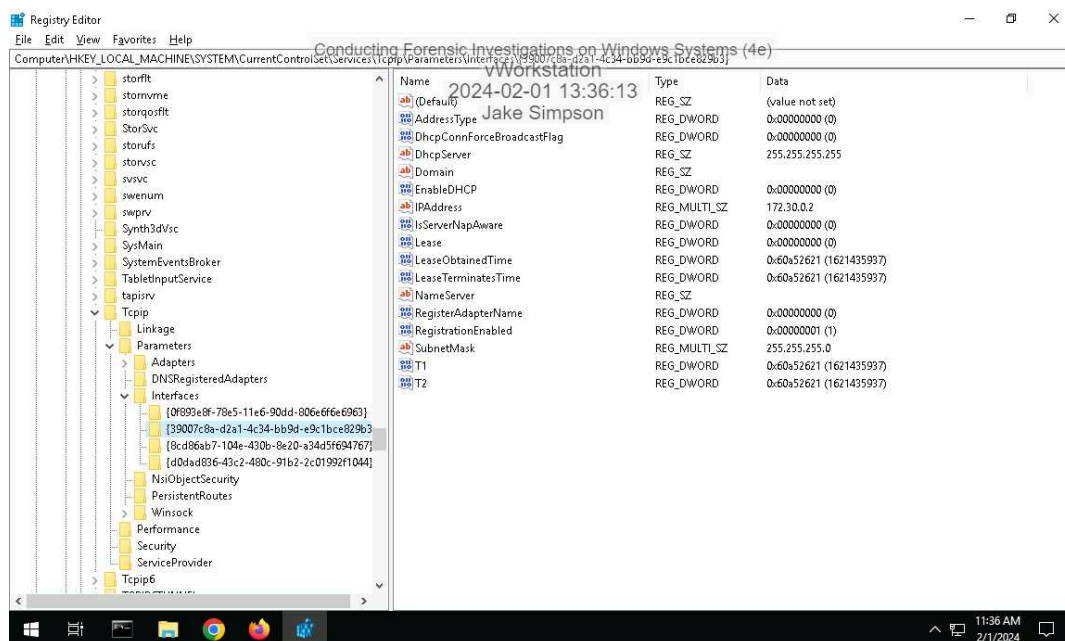 Registry Editor
File Edit View Favorites Help
Conducting Forensic Investigations on Windows Systems (4e)
Computer\HKEY_LOCAL_MACHINE\SYSTEM\CurrentControlSet\Services\Tcpip\Parameters\Interfaces\{39007c8a-d2a1-4c34-bb9d-e9c1bce829b3}
vWorkstation
2024-02-01 13:36:13
Jake Simpson
storflt
stornvme
storqosflt
StorSvc
storufs
storvsc
svsvc
swenum
swprv
Synth3dVsc
SysMain
SystemEventsBroker
TabletInputService
tapisrv
Tcpip
Linkage
Parameters
Adapters
DNSRegisteredAdapters
Interfaces
{0f893e8f-78e5-11e6-90dd-806e6f6e6963}
{39007c8a-d2a1-4c34-bb9d-e9c1bce829b3
{8cd86ab7-104e-430b-8e20-a34d5f694767}
{d0dad836-43c2-480c-91b2-2c01992f1044}
NsiObjectSecurity
PersistentRoutes
Winsock
Performance
Security
ServiceProvider
Tcpip6
Name Type Data
(Default) REG_SZ (value not set)
AddressType REG_DWORD 0x00000000 (0)
DhcpConnForceBroadcastFlag REG_DWORD 0x00000000 (0)
DhcpServer REG_SZ 255.255.255.255
Domain REG_SZ
EnableDHCP REG_DWORD 0x00000000 (0)
IPAddress REG_MULTI_SZ 172.30.0.2
IsServerNapAware REG_DWORD 0x00000000 (0)
Lease REG_DWORD 0x00000000 (0)
LeaseObtainedTime REG_DWORD 0x60a52621 (1621435937)
LeaseTerminatesTime REG_DWORD 0x60a52621 (1621435937)
NameServer REG_SZ
RegisterAdapterName REG_DWORD 0x00000000 (0)
RegistrationEnabled REG_DWORD 0x00000001 (1)
SubnetMask REG_MULTI_SZ 255.255.255.0
T1 REG_DWORD 0x60a52621 (1621435937)
T2 REG_DWORD 0x60a52621 (1621435937)
11:36 AM
2/1/2024